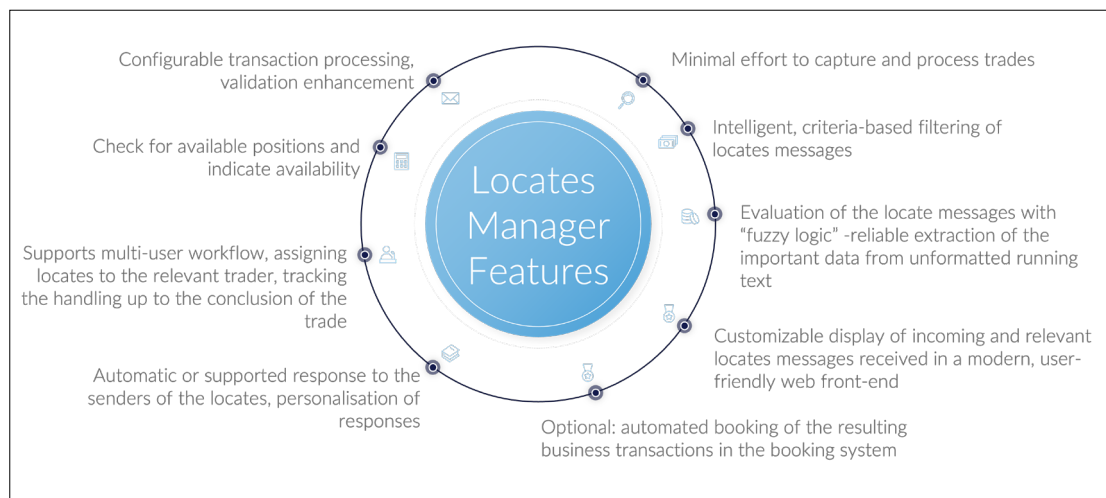 Locates
Manager
Features
Minimal effort to capture and process trades
Intelligent, criteria-based filtering of
locates messages
Evaluation of the locate messages with
“fuzzy logic” -reliable extraction of the
important data from unformatted running
text
Customizable display of incoming and relevant
locates messages received in a modern, user-
friendly web front-end
Optional: automated booking of the resulting
business transactions in the booking system
Automatic or supported response to the
senders of the locates, personalisation of
responses
Supports multi-user workflow, assigning
locates to the relevant trader, tracking
the handling up to the conclusion of the
trade
Check for available positions and
indicate availability
Configurable transaction processing,
validation enhancement